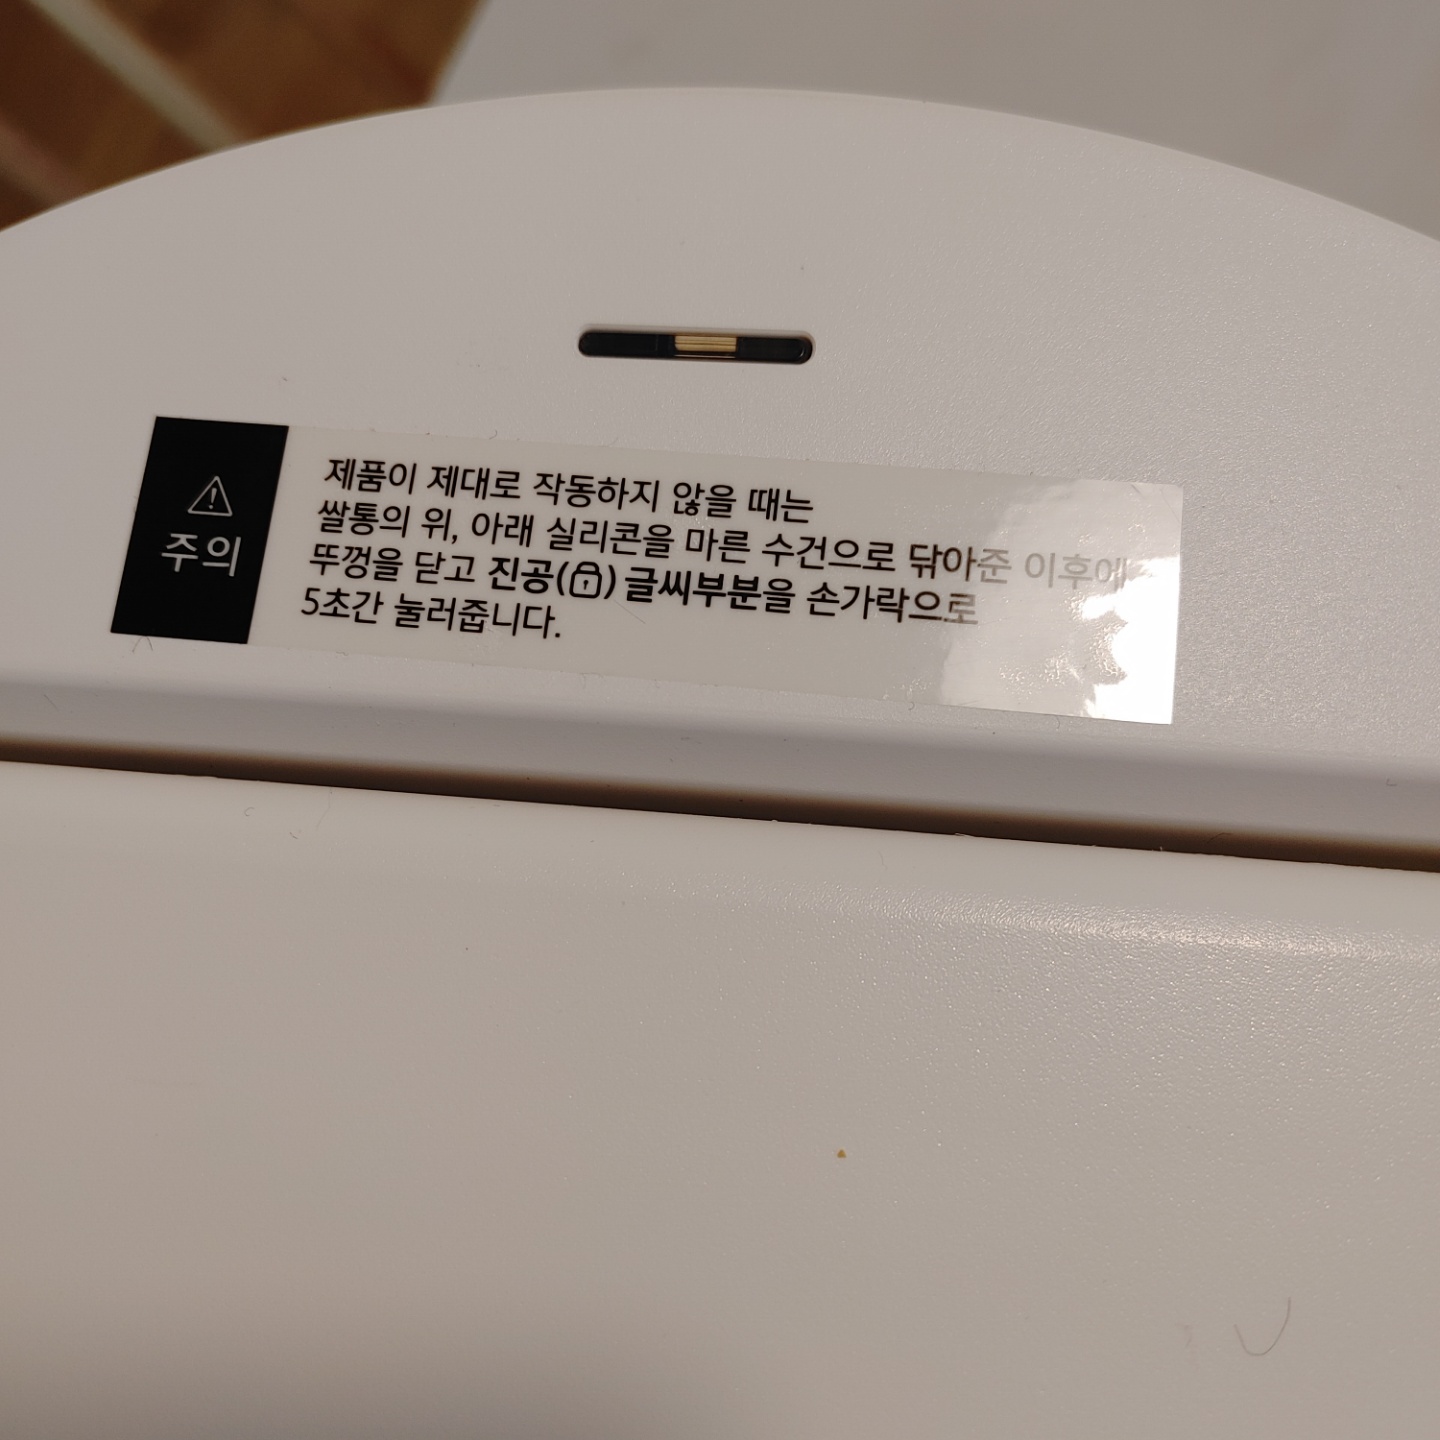 주의
제품이 제대로 작동하지 않을 때는
쌀통의 위, 아래 실리콘을 마른 수건으로 닦아준 이후에
뚜껑을 닫고 진공(🔒) 글씨부분을 손가락으로
5초간 눌러줍니다.